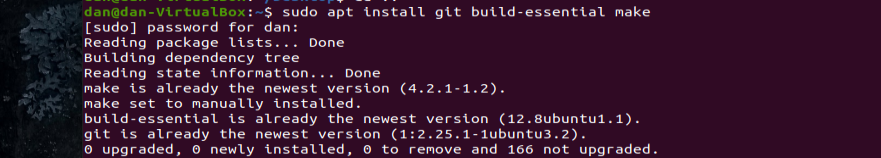 dan@dan-VirtualBox:~$ sudo apt install git build-essential make
[sudo] password for dan:
Reading package lists... Done
Building dependency tree
Reading state information... Done
make is already the newest version (4.2.1-1.2).
make set to manually installed.
build-essential is already the newest version (12.8ubuntu1.1).
git is already the newest version (1:2.25.1-1ubuntu3.2).
0 upgraded, 0 newly installed, 0 to remove and 166 not upgraded.